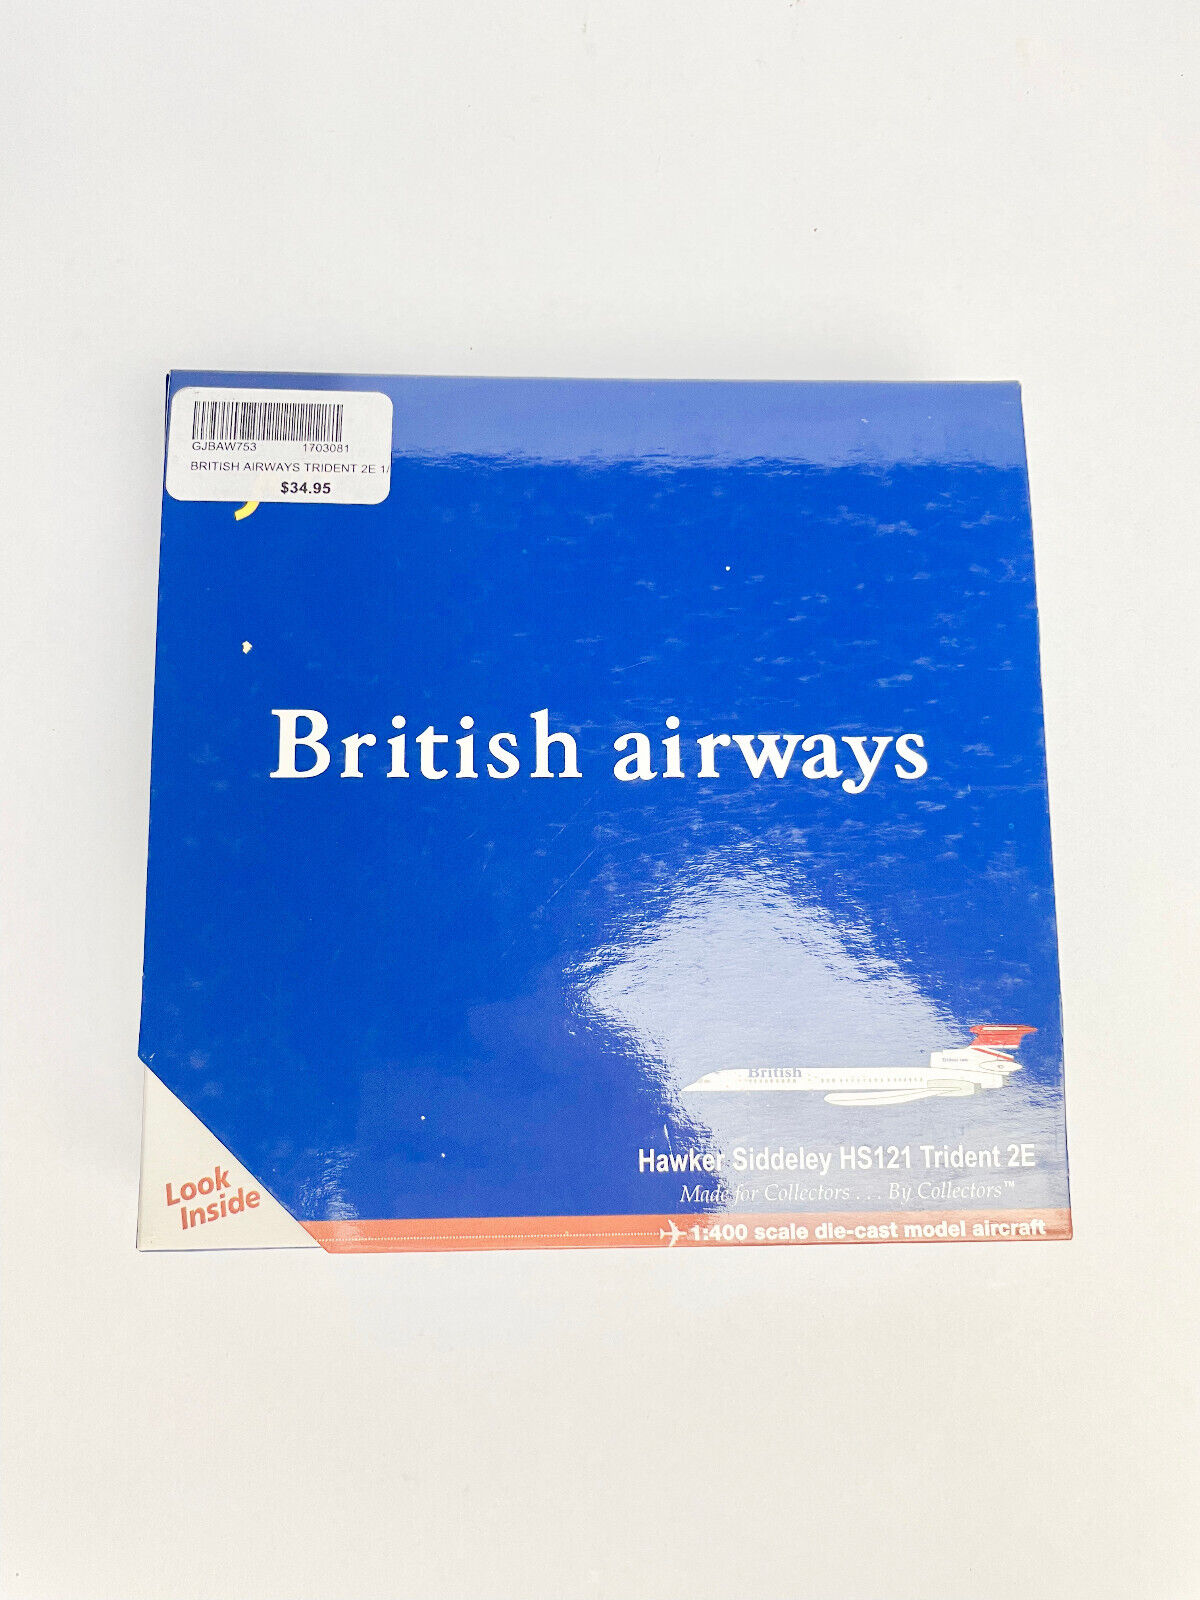 GJBAW753 1703081
BRITISH AIRWAYS TRIDENT 2E 1/
$34.95
British airways
British
Hawker Siddeley HS121 Trident 2E
Made for Collectors . . . By Collectors™
Look
Inside
1:400 scale die-cast model aircraft